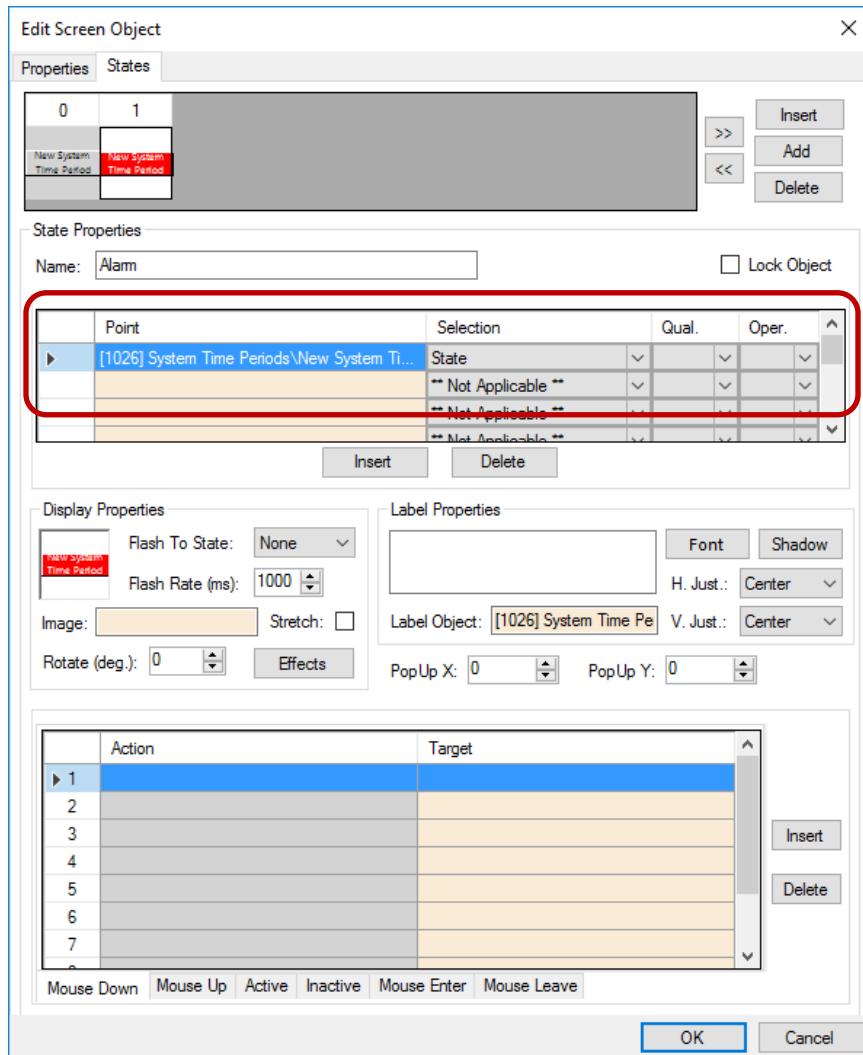 Edit Screen Object
Properties States
0 1
New System
Time Period
New System
Time Period
>>
<<
Insert
Add
Delete
State Properties
Name: Alarm Lock Object
Point Selection Qual. Oper.
[1026] System Time Periods\New System Ti... State
** Not Applicable **
** Not Applicable **
** Not Applicable **
Insert Delete
Display Properties
New System
Time Period
Flash To State: None
Flash Rate (ms): 1000
Image: Stretch:
Rotate (deg.): 0 Effects
Label Properties
Font Shadow
H. Just.: Center
Label Object: [1026] System Time Pe V. Just.: Center
PopUp X: 0 PopUp Y: 0
Action Target
1
2
3
4
5
6
7
Insert
Delete
Mouse Down Mouse Up Active Inactive Mouse Enter Mouse Leave
OK Cancel